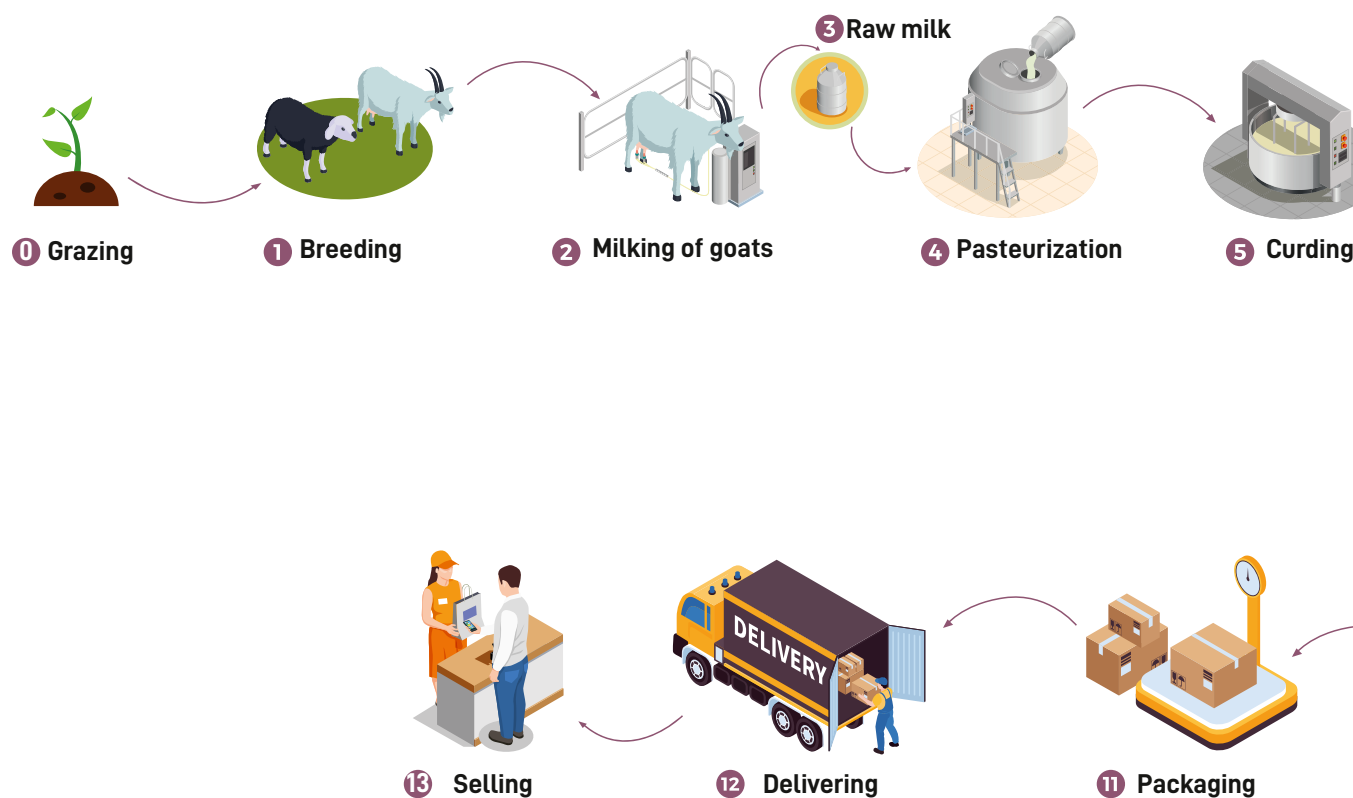 3 Raw milk
0 Grazing
1 Breeding
2 Milking of goats
4 Pasteurization
5 Curding
DELIVERY
13 Selling
12 Delivering
11 Packaging